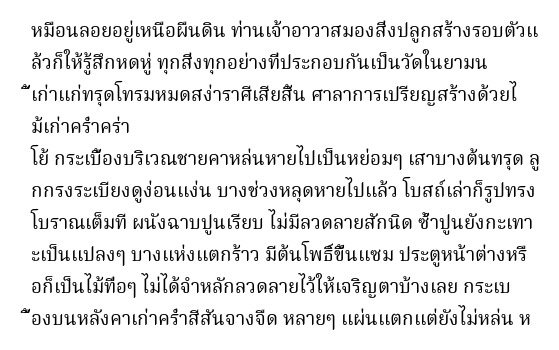 หมือนลอยอยู่เหนือผืนดิน ท่านเจ้าอาวาสมองสิ่งปลูกสร้างรอบตัวแ
ล้วก็ให้รู้สึกหดหู่ ทุกสิ่งทุกอย่างที่ประกอบกันเป็นวัดในยามน
ี้เก่าแก่ทรุดโทรมหมดสง่าราศีเสียสิ้น ศาลาการเปรียญสร้างด้วยไ
ม้เก่าคร่ำคร่า
โย้ กระเบื้องบริเวณชายคาหล่นหายไปเป็นหย่อมๆ เสาบางต้นทรุด ลู
กกรงระเบียงดูง่อนแง่น บางช่วงหลุดหายไปแล้ว โบสถ์เล่าก็รูปทรง
โบราณเต็มที ผนังฉาบปูนเรียบ ไม่มีลวดลายสักนิด ซ้ำปูนยังกะเทา
ะเป็นแปลงๆ บางแห่งแตกร้าว มีต้นโพธิ์ขึ้นแซม ประตูหน้าต่างหรื
อก็เป็นไม้ทื่อๆ ไม่ได้จำหลักลวดลายไว้ให้เจริญตาบ้างเลย กระเบ
ื้องบนหลังคาเก่าคร่ำสีสันจางจืด หลายๆ แผ่นแตกแต่ยังไม่หล่น ห